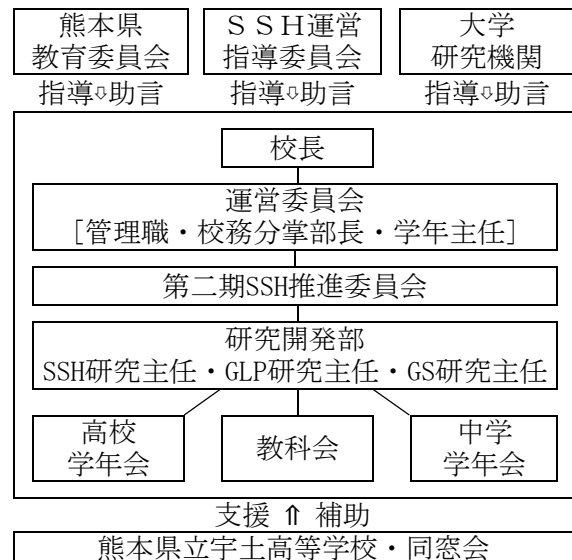 熊本県
教育委員会
ＳＳＨ運営
指導委員会
大学
研究機関
指導⇩助言
指導⇩助言
指導⇩助言
校長
運営委員会
[管理職・校務分掌部長・学年主任]
第二期SSH推進委員会
研究開発部
SSH研究主任・GLP研究主任・GS研究主任
高校
学年会
教科会
中学
学年会
支援 ⇑ 補助
熊本県立宇土高等学校・同窓会